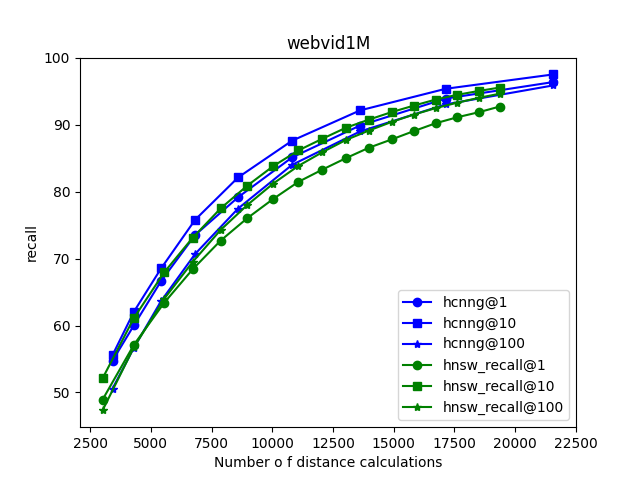 webvid1M
100
90
80
70
60
50
recall
2500 5000 7500 10000 12500 15000 17500 20000 22500
Number o f distance calculations
hcnng@1
hcnng@10
hcnng@100
hnsw_recall@1
hnsw_recall@10
hnsw_recall@100